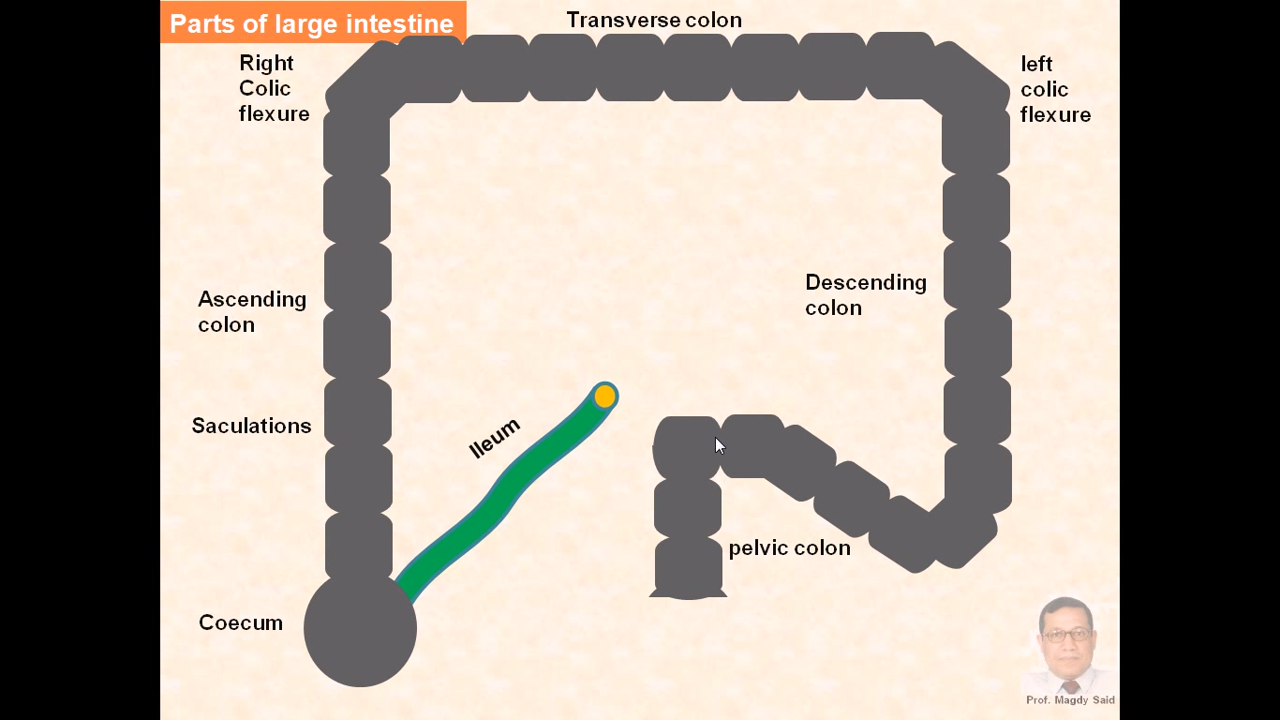 Parts of large intestine
Transverse colon
Right
Colic
flexure
left
colic
flexure
Ascending
colon
Descending
colon
Saculations
Ileum
pelvic colon
Coecum
Prof. Magdy Said